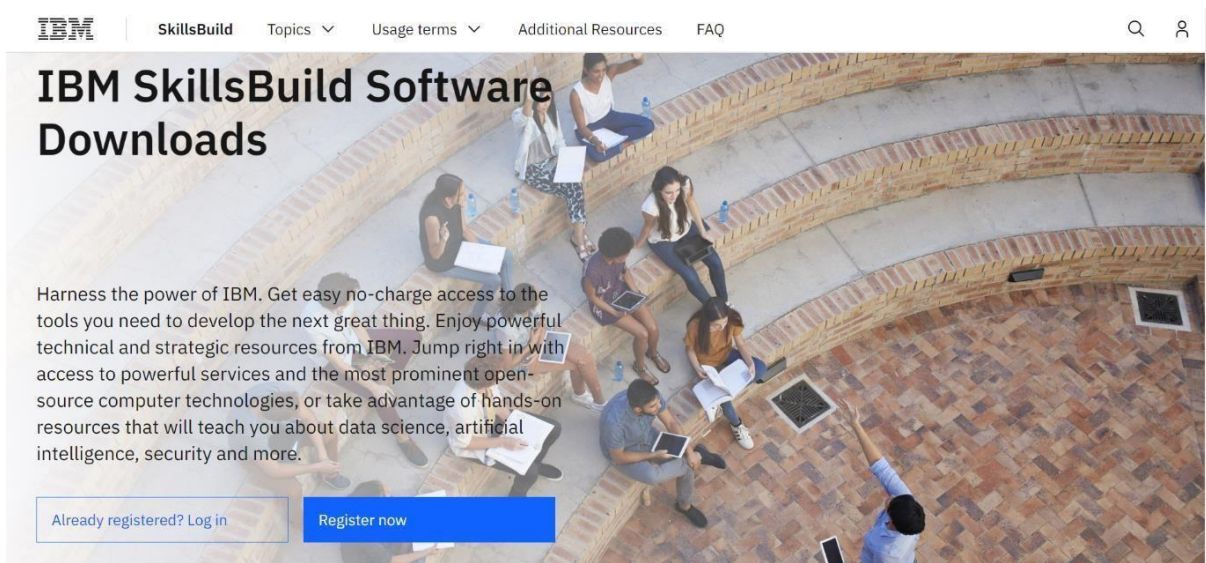 IBM SkillsBuild Topics Usage terms Additional Resources FAQ
IBM SkillsBuild Software
Downloads
Harness the power of IBM. Get easy no-charge access to the
tools you need to develop the next great thing. Enjoy powerful
technical and strategic resources from IBM. Jump right in with
access to powerful services and the most prominent open-
source computer technologies, or take advantage of hands-on
resources that will teach you about data science, artificial
intelligence, security and more.
Already registered? Log in Register now